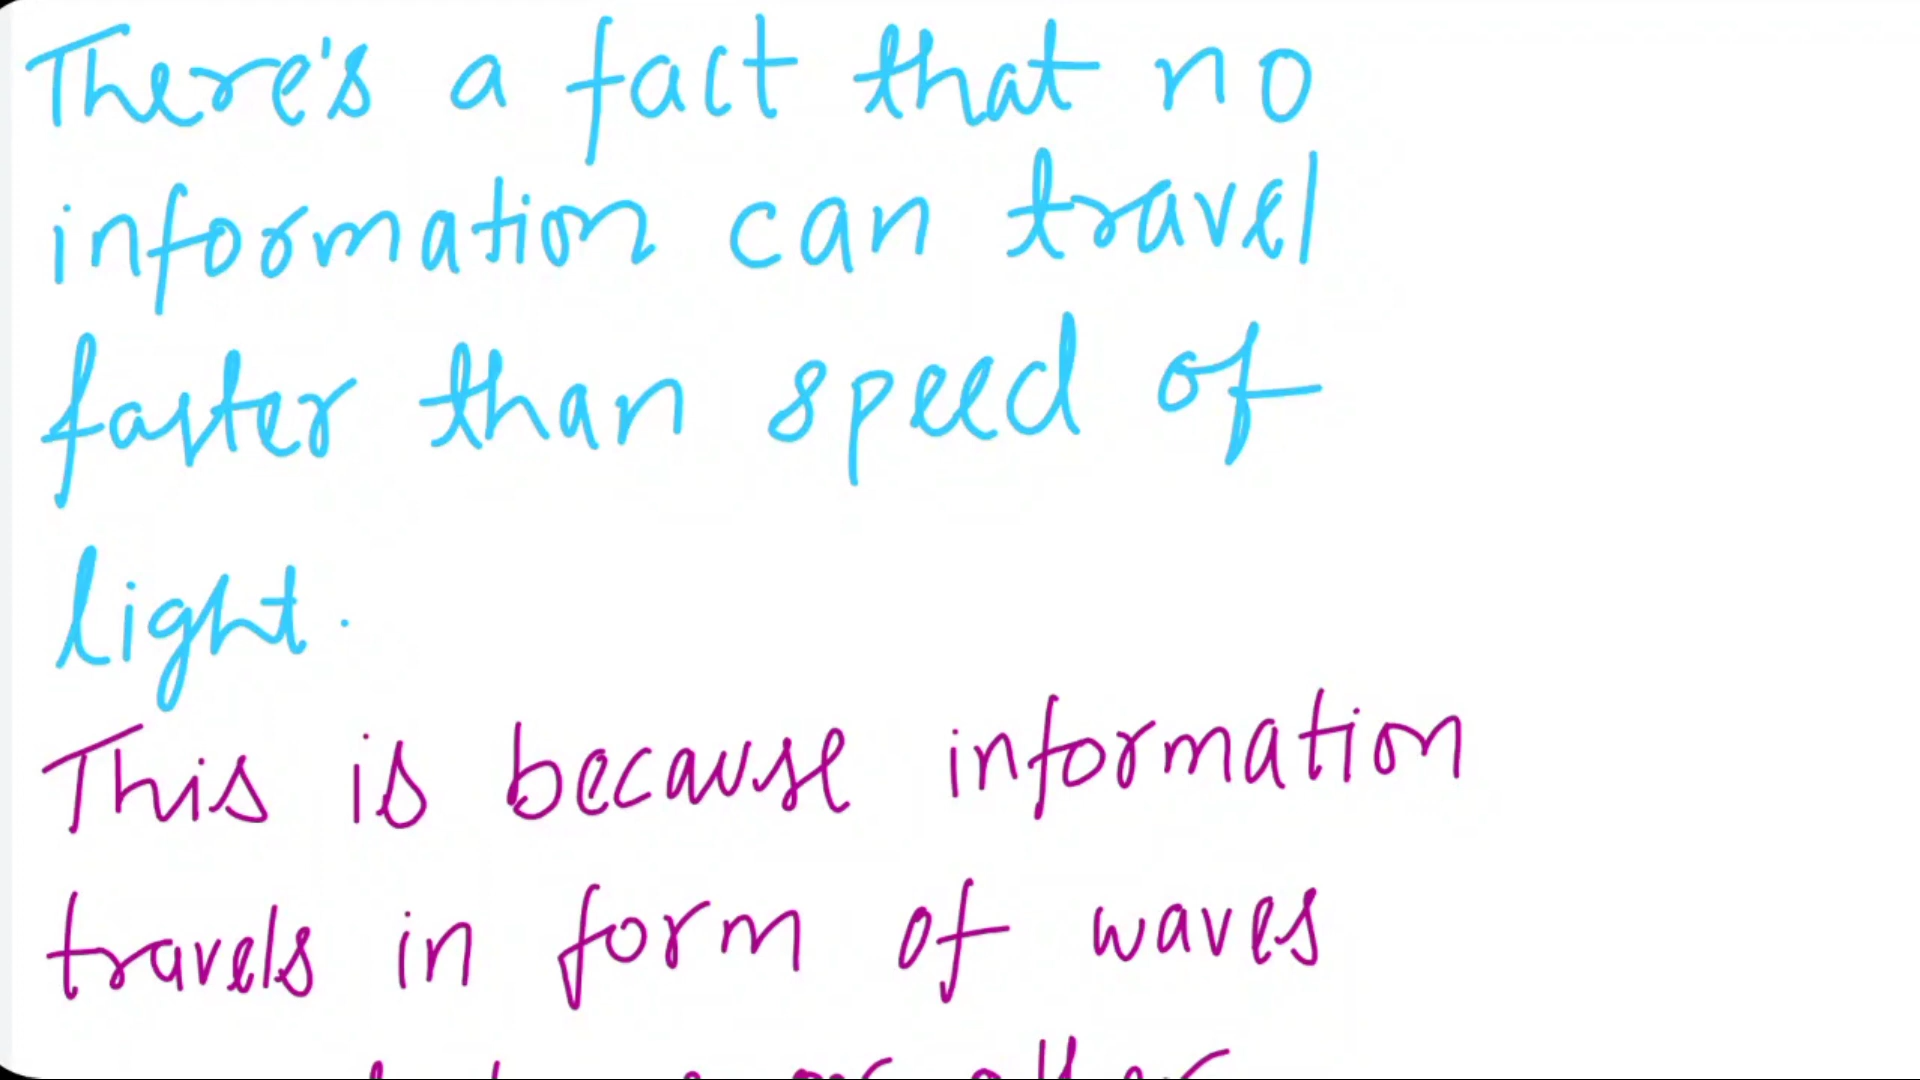 There's a fact that no
information can travel
faster than speed of
light.
This is because information
travels in form of waves